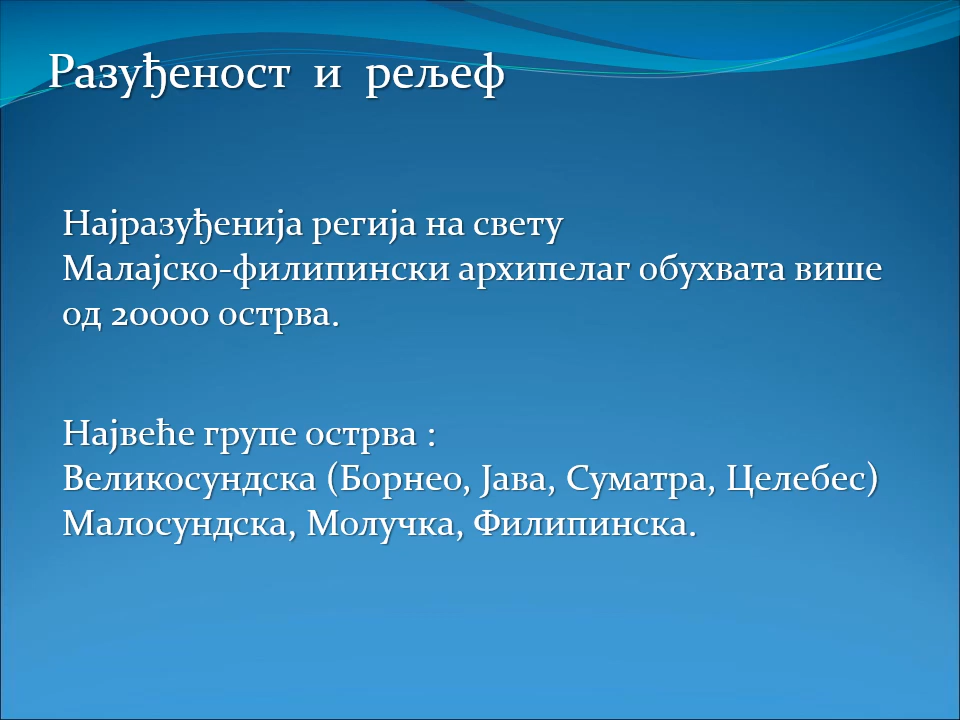 Разуђеност и рељеф
Најразуђенија регија на свету
Малајско-филипински архипелаг обухвата више
од 20000 острва.
Највеће групе острва :
Великосундска (Борнео, Јава, Суматра, Целебес)
Малосундска, Молучка, Филипинска.